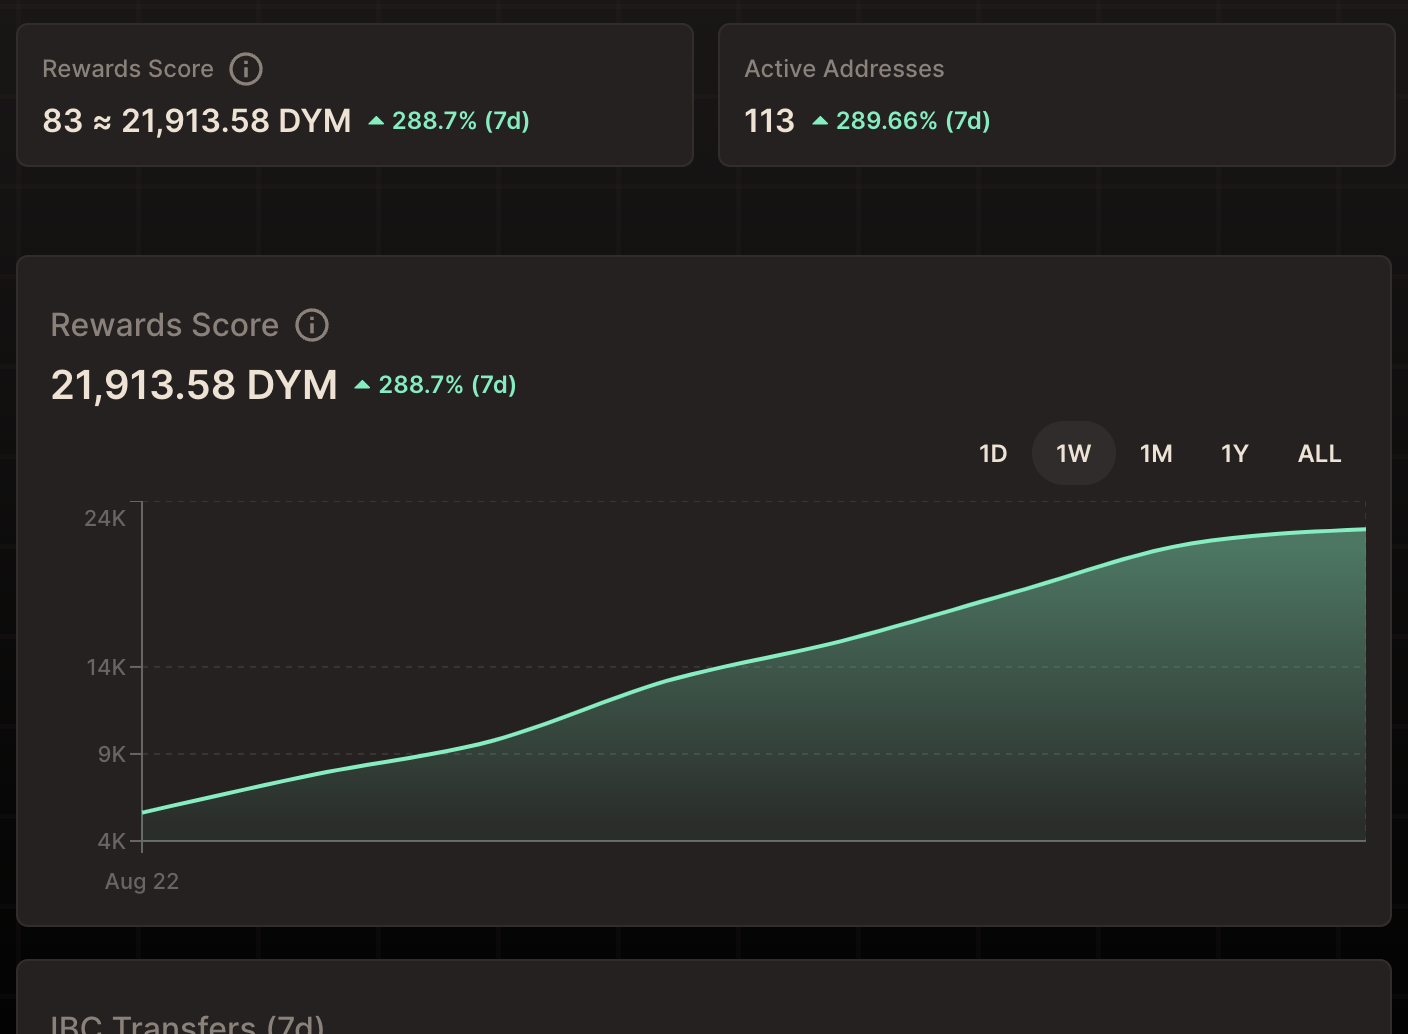 Rewards Score
83 ≈ 21,913.58 DYM 288.7% (7d)
Active Addresses
113 289.66% (7d)
Rewards Score
21,913.58 DYM 288.7% (7d)
1D 1W 1M 1Y ALL
24K
14K
9K
4K
Aug 22
IBC Transfers (7d)